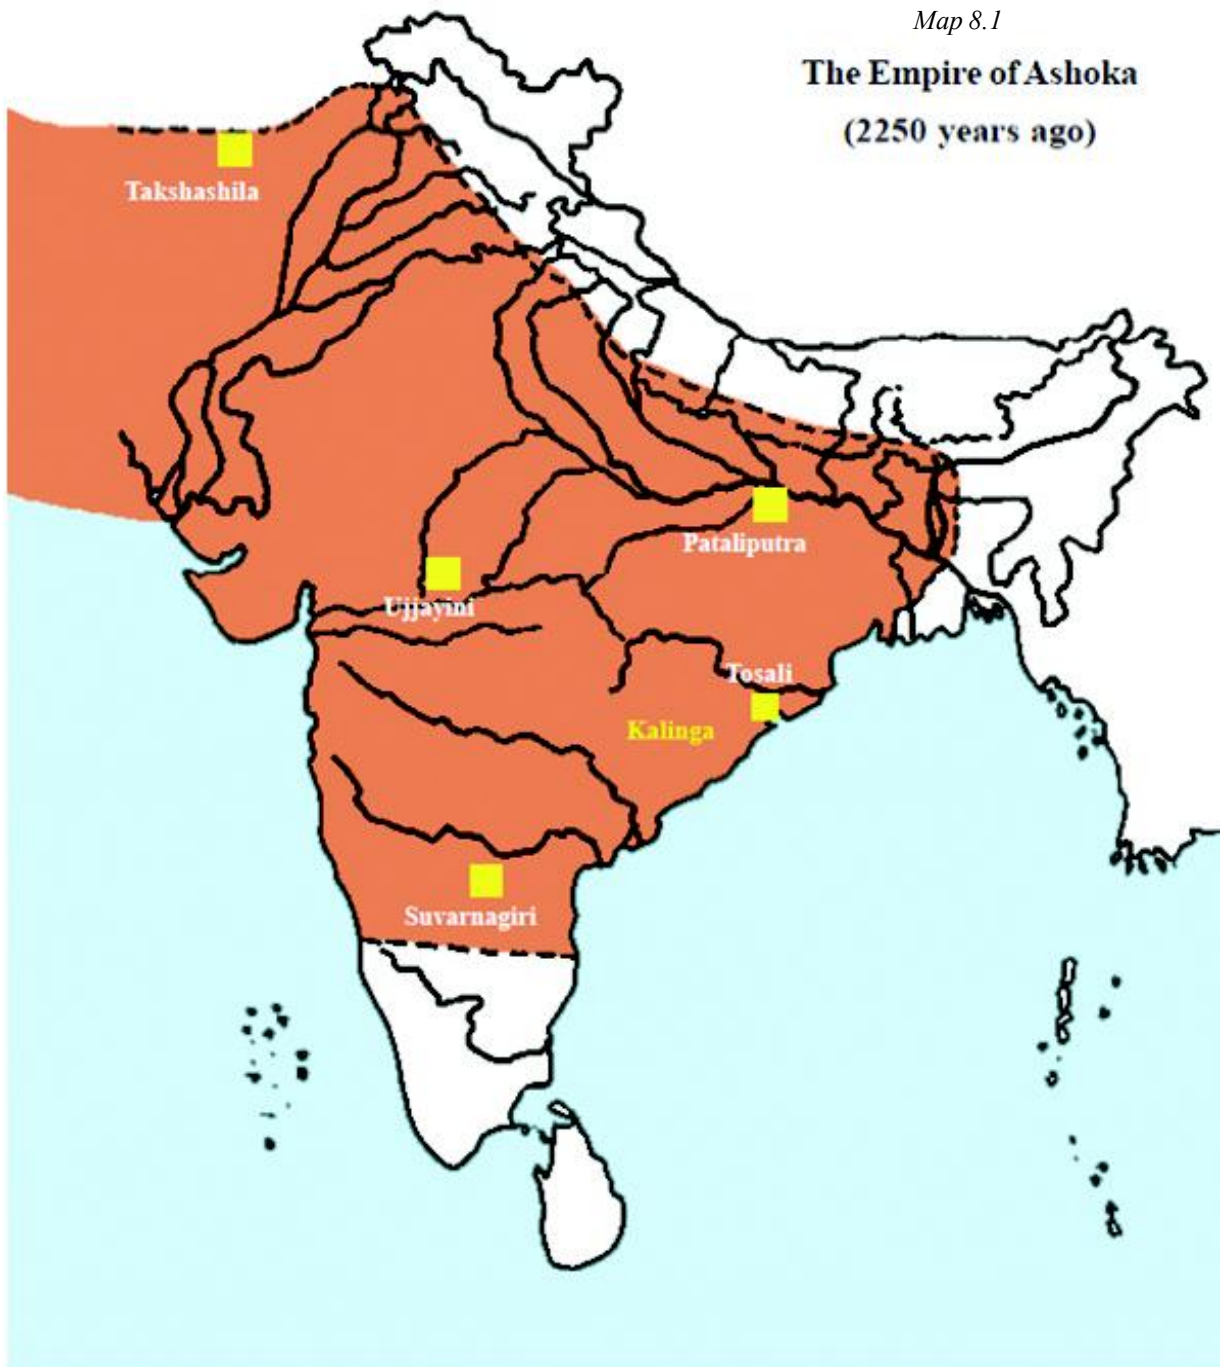 Map 8.1
The Empire of Ashoka
(2250 years ago)
Takshashila
Pataliputra
Ujjayini
Tosali
Kalinga
Suvarnagiri